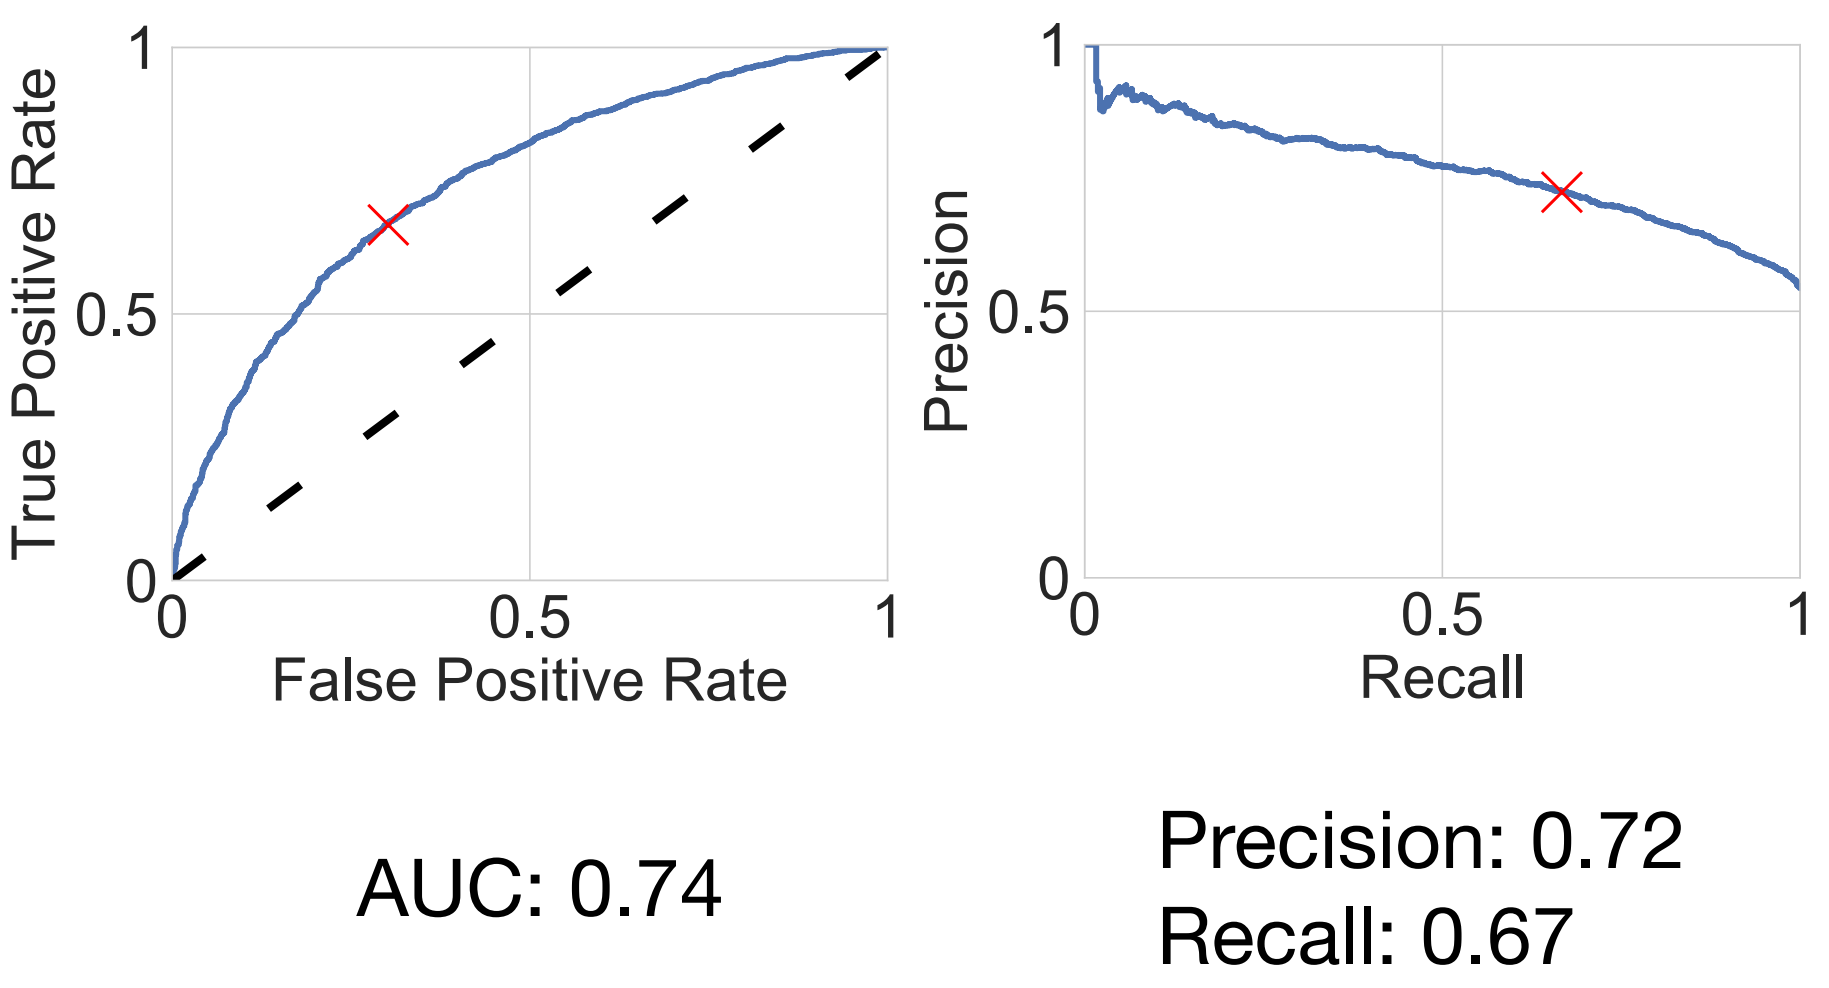 True Positive Rate
1
0.5
0
0
0.5
1
False Positive Rate
AUC: 0.74
Precision
1
0.5
0
0
0.5
1
Recall
Precision: 0.72
Recall: 0.67